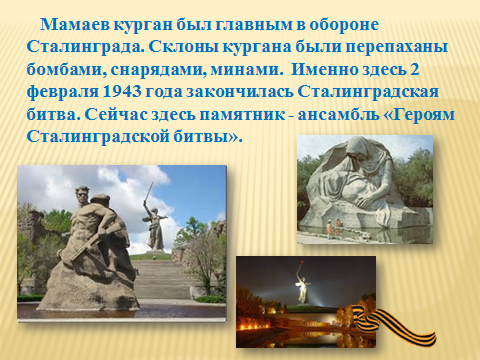 Мамаев курган был главным в обороне
Сталинграда. Склоны кургана были перепаханы
бомбами, снарядами, минами. Именно здесь 2
февраля 1943 года закончилась Сталинградская
битва. Сейчас здесь памятник - ансамбль «Героям
Сталинградской битвы».